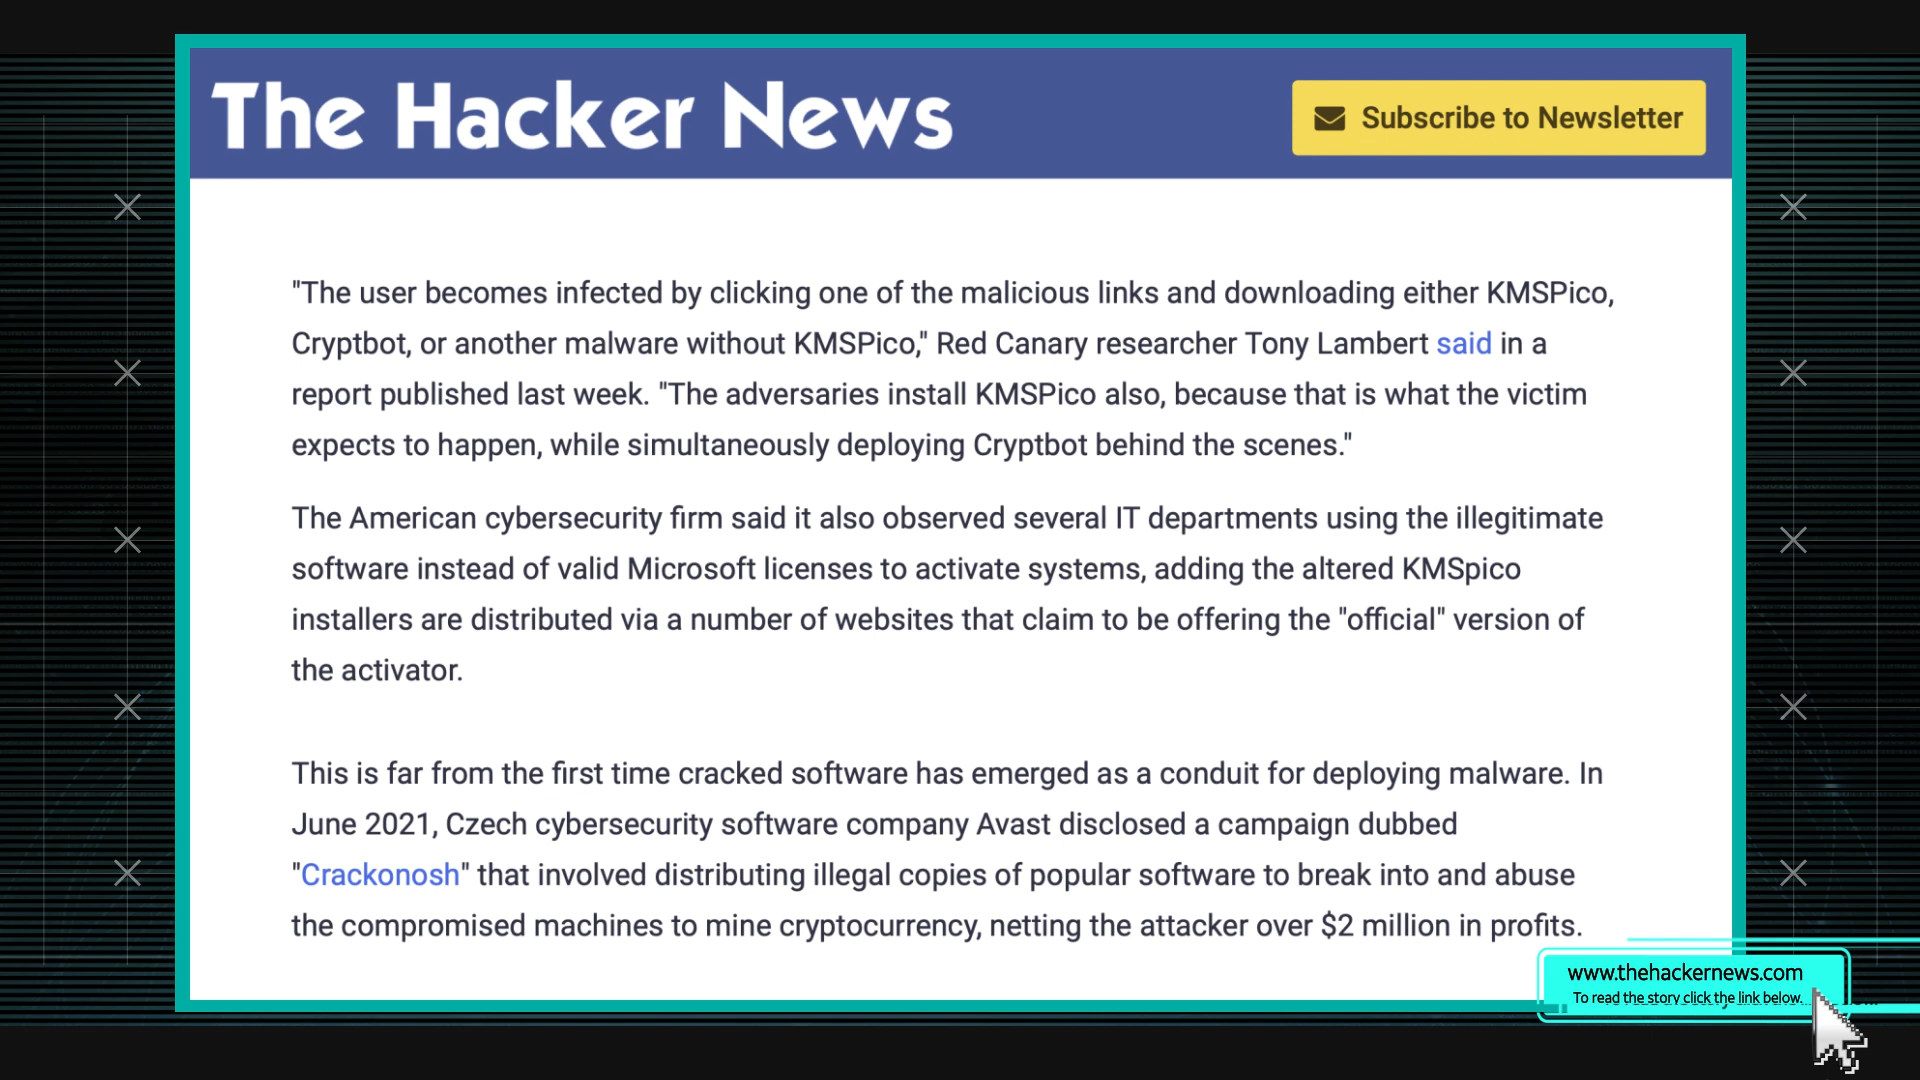 The Hacker News
Subscribe to Newsletter
"The user becomes infected by clicking one of the malicious links and downloading either KMSPico,
Cryptbot, or another malware without KMSPico," Red Canary researcher Tony Lambert said in a
report published last week. "The adversaries install KMSPico also, because that is what the victim
expects to happen, while simultaneously deploying Cryptbot behind the scenes."
The American cybersecurity firm said it also observed several IT departments using the illegitimate
software instead of valid Microsoft licenses to activate systems, adding the altered KMSpico
installers are distributed via a number of websites that claim to be offering the "official" version of
the activator.
This is far from the first time cracked software has emerged as a conduit for deploying malware. In
June 2021, Czech cybersecurity software company Avast disclosed a campaign dubbed
"Crackonosh" that involved distributing illegal copies of popular software to break into and abuse
the compromised machines to mine cryptocurrency, netting the attacker over $2 million in profits.
www.thehackernews.com
To read the story click the link below.